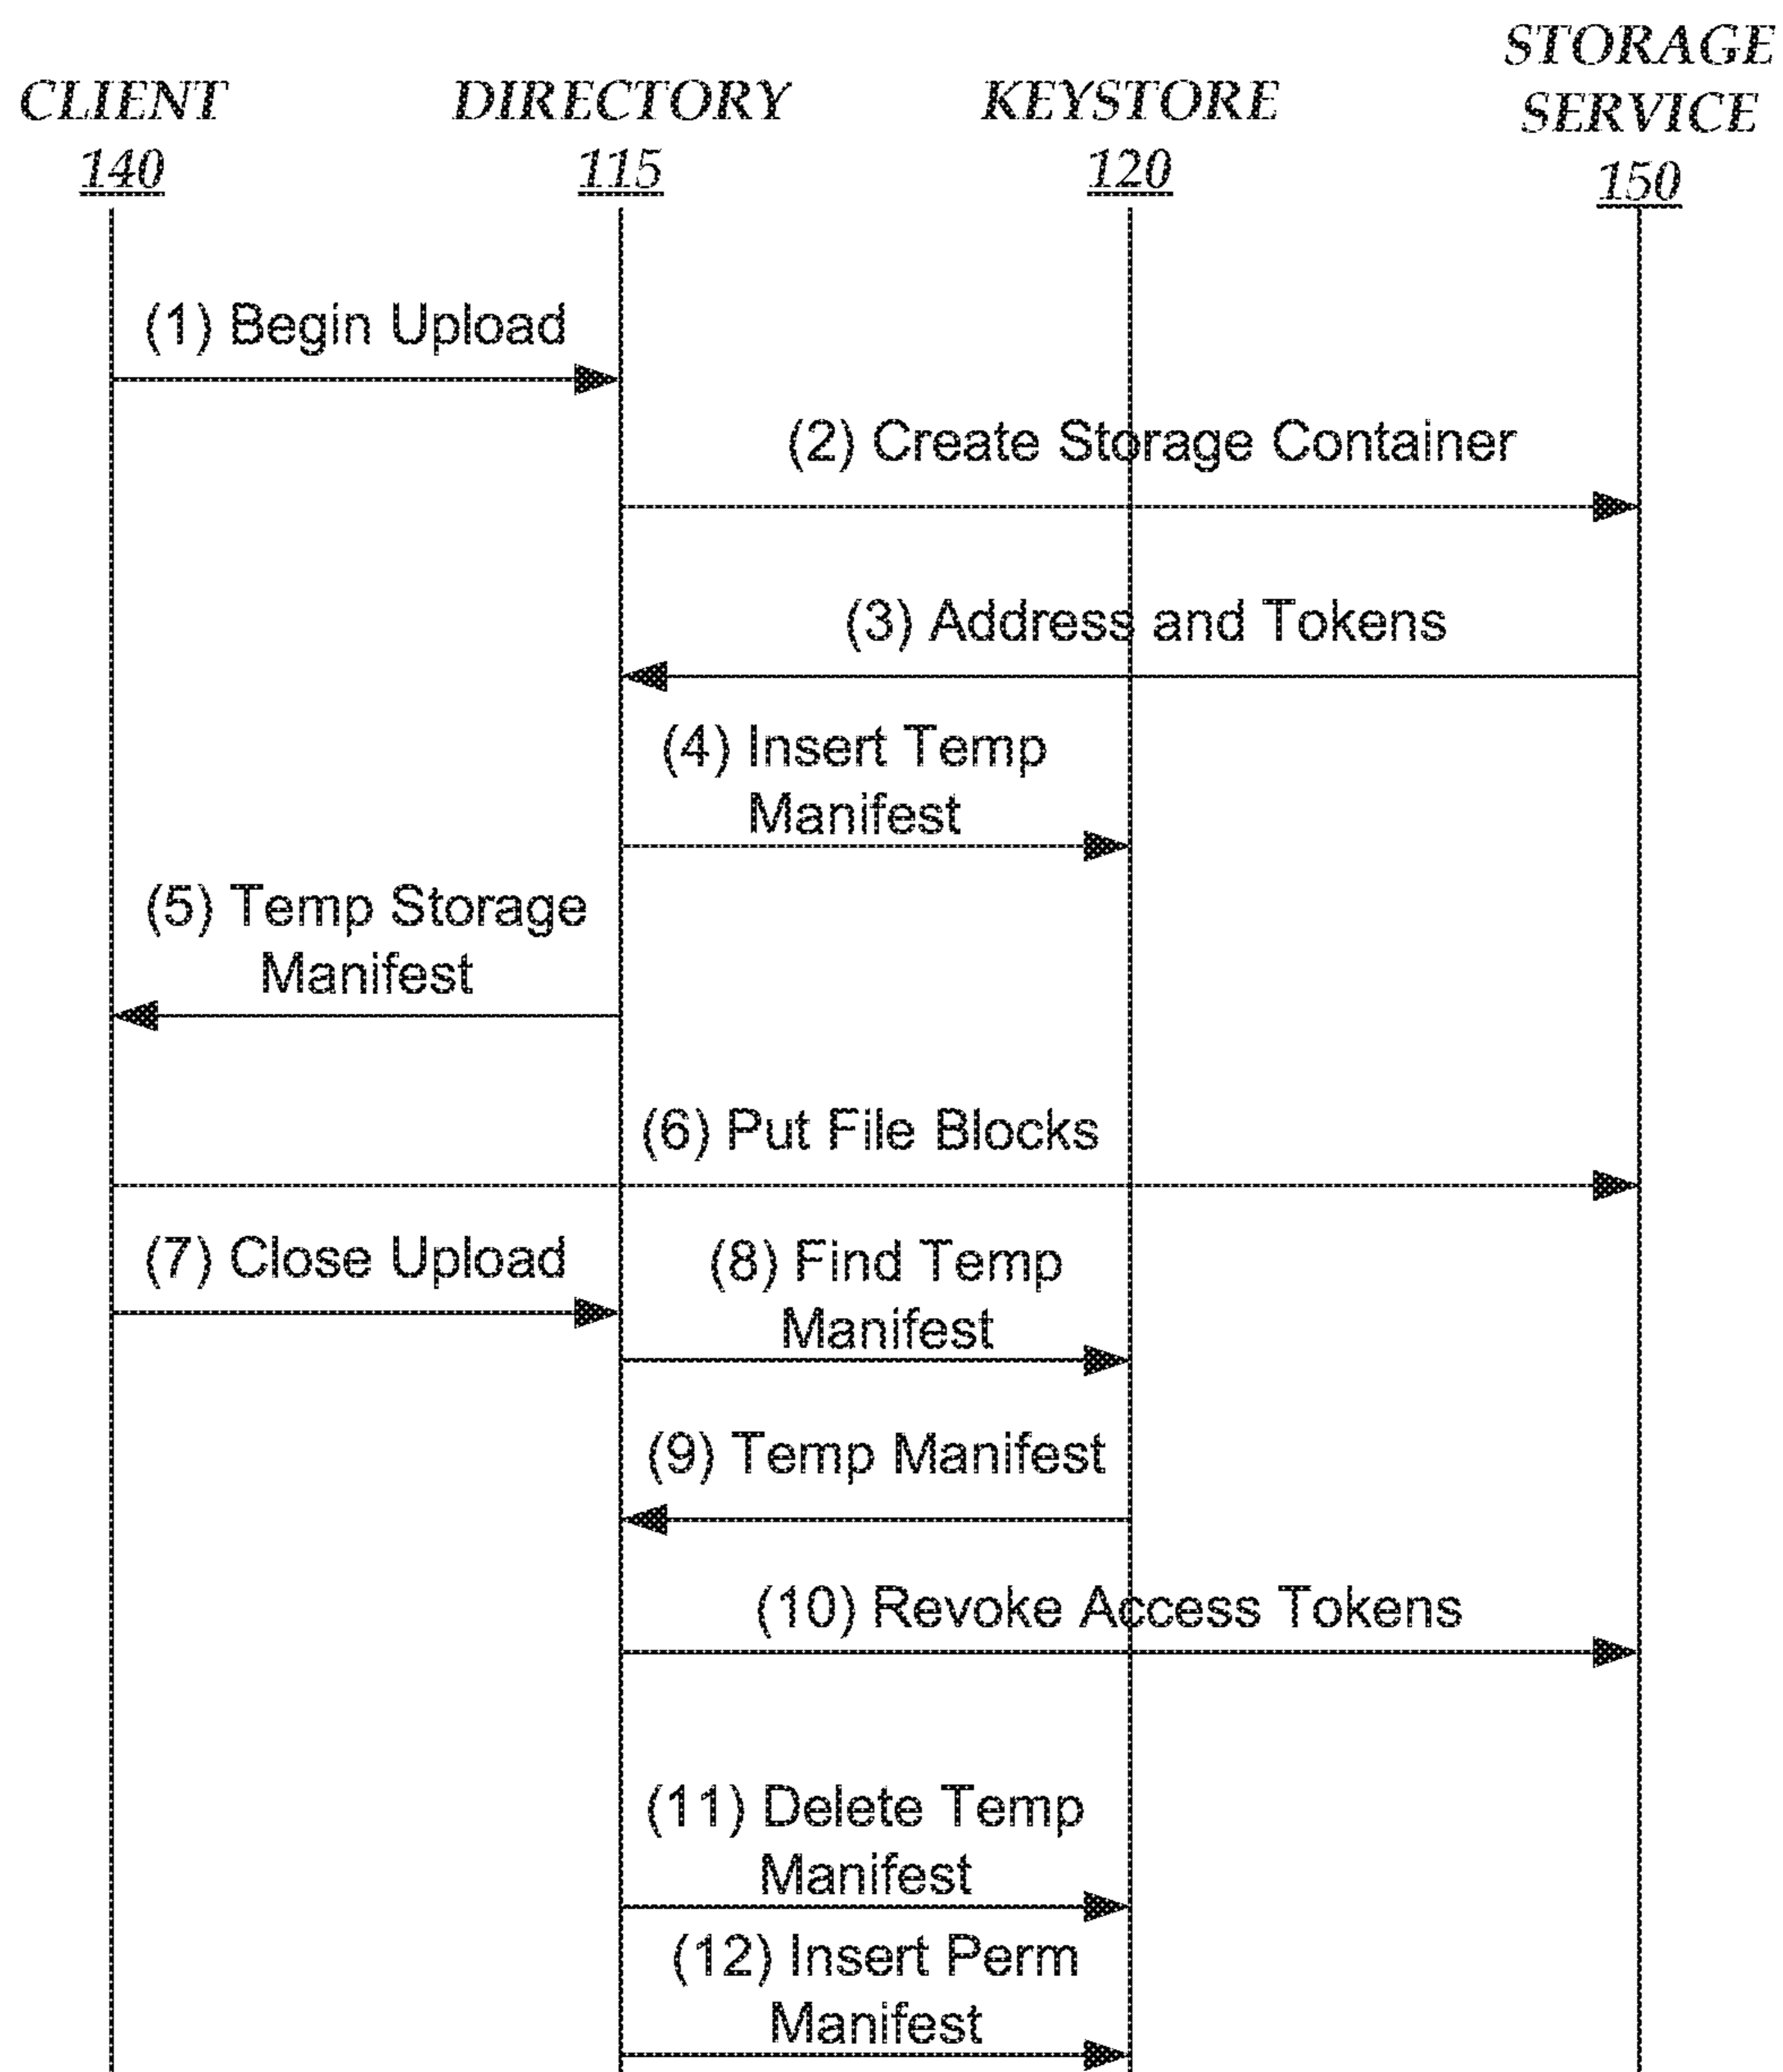 CLIENT
140
DIRECTORY
115
KEYSTORE
120
STORAGE
SERVICE
150
(1) Begin Upload
(2) Create Storage Container
(3) Address and Tokens
(4) Insert Temp
Manifest
(5) Temp Storage
Manifest
(6) Put File Blocks
(7) Close Upload
(8) Find Temp
Manifest
(9) Temp Manifest
(10) Revoke Access Tokens
(11) Delete Temp
Manifest
(12) Insert Perm
Manifest